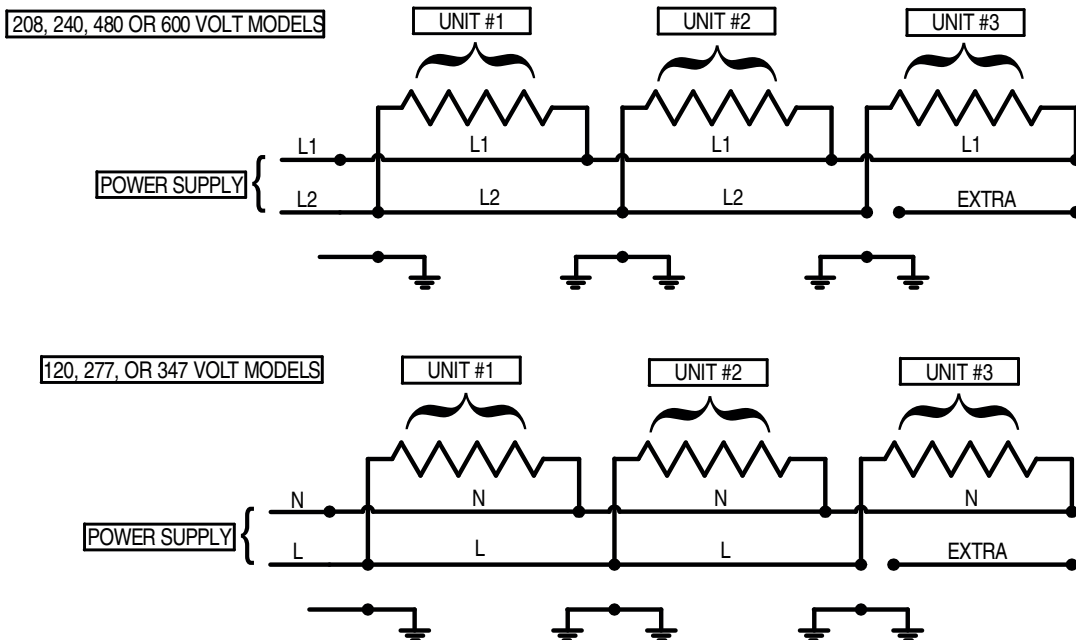 208, 240, 480 OR 600 VOLT MODELS
UNIT #1
UNIT #2
UNIT #3
L1
L1
L1
L1
POWER SUPPLY
L2
L2
L2
EXTRA
120, 277, OR 347 VOLT MODELS
UNIT #1
UNIT #2
UNIT #3
N
N
N
N
POWER SUPPLY
L
L
L
EXTRA